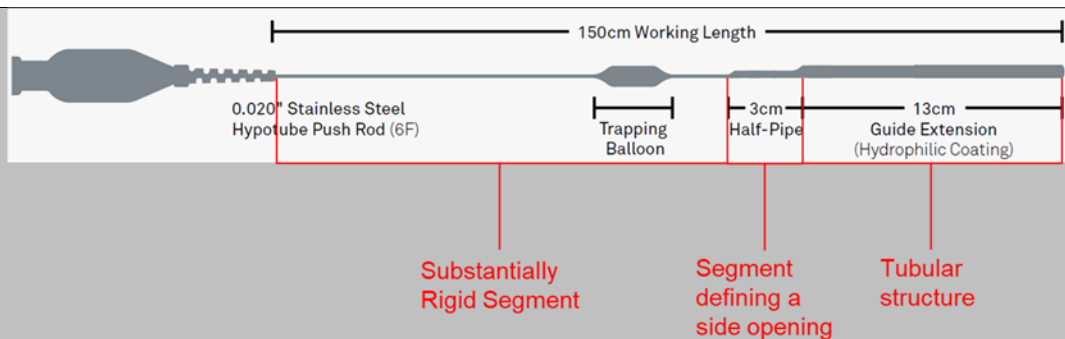 150cm Working Length
0.020" Stainless Steel
Hypotube Push Rod (6F)
Trapping
Balloon
3cm
Half-Pipe
13cm
Guide Extension
(Hydrophilic Coating)
Substantially
Rigid Segment
Segment
defining a
side opening
Tubular
structure